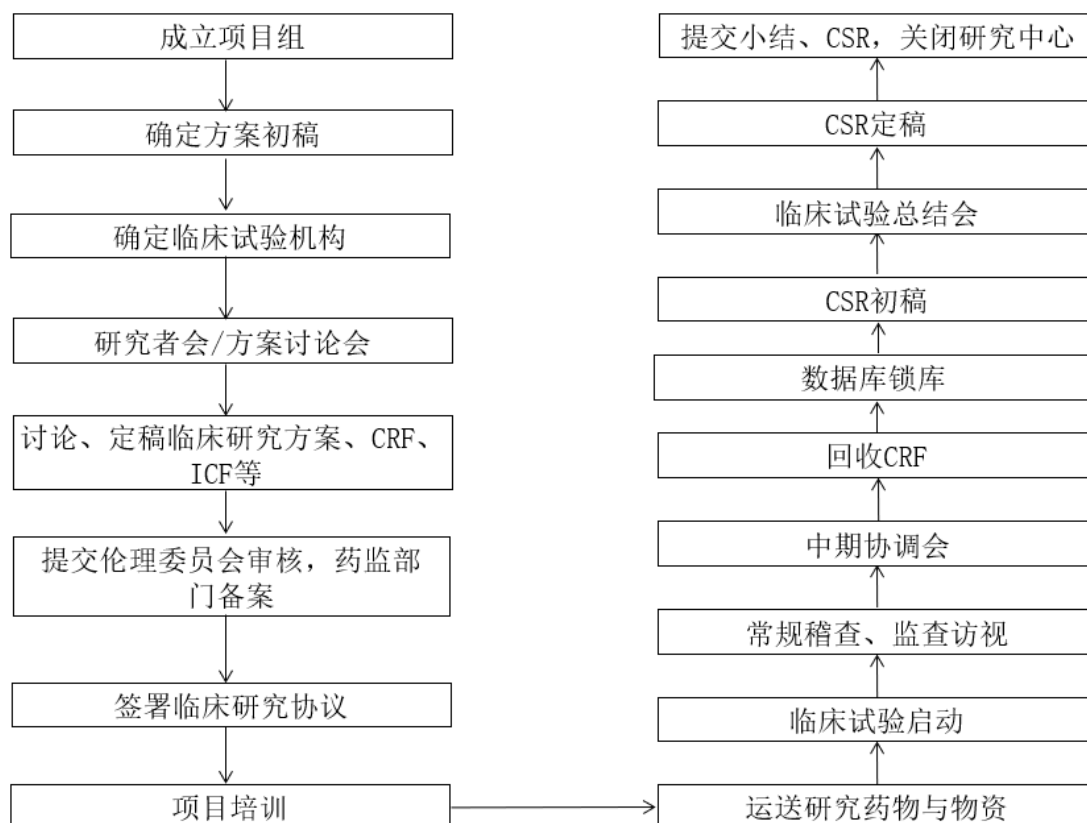 成立项目组
确定方案初稿
确定临床试验机构
研究者会/方案讨论会
讨论、定稿临床研究方案、CRF、
ICF等
提交伦理委员会审核，药监部
门备案
签署临床研究协议
项目培训
运送研究药物与物资
临床试验启动
常规稽查、监查访视
中期协调会
回收CRF
数据库锁库
CSR初稿
临床试验总结会
CSR定稿
提交小结、CSR，关闭研究中心